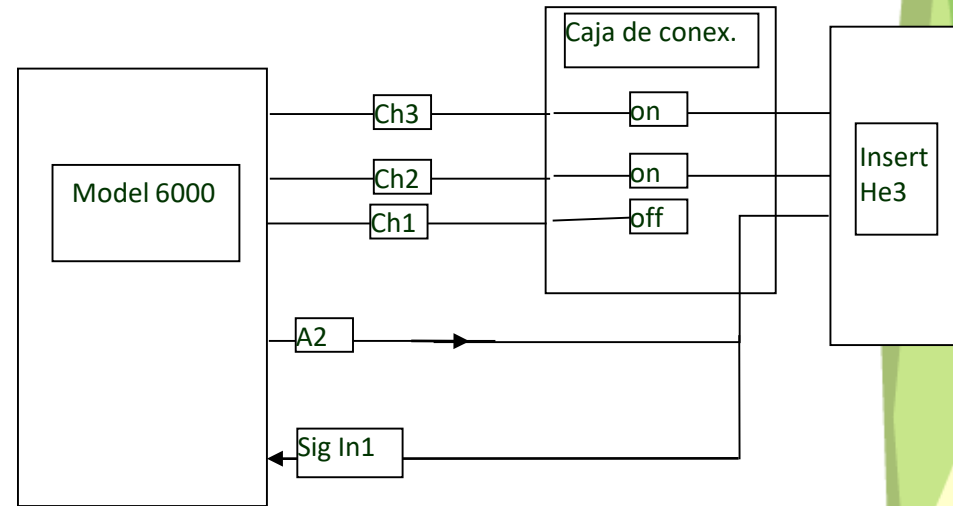 Caja de conex.
Ch3
on
Model 6000
Ch2
on
Insert
He3
Ch1
off
A2
Sig In1